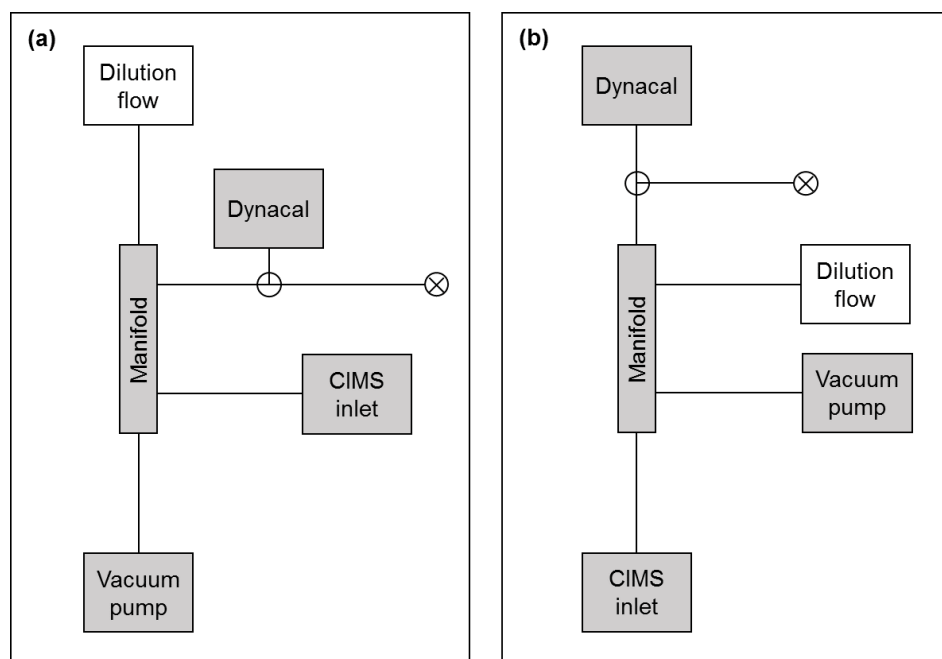 (a)
Dilution
flow
Dynacal
Manifold
CIMS
inlet
Vacuum
pump
(b)
Dynacal
Dilution
flow
Manifold
Vacuum
pump
CIMS
inlet